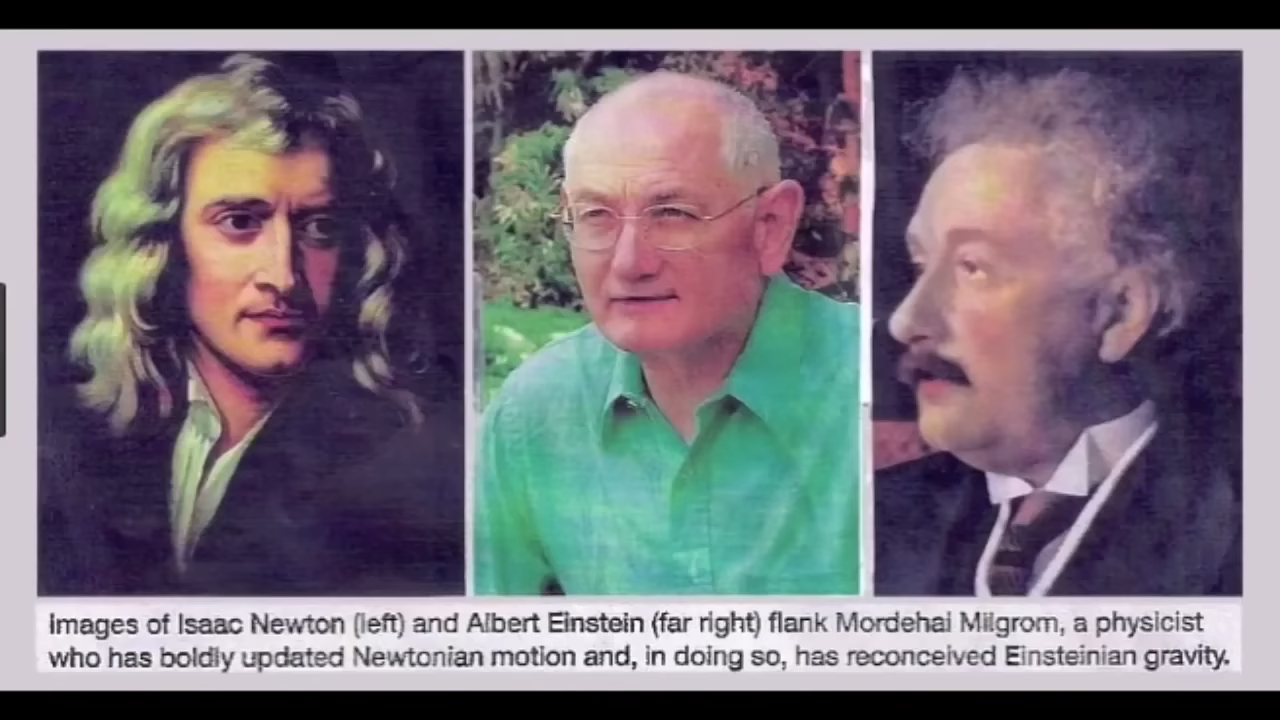 Images of Isaac Newton (left) and Albert Einstein (far right) flank Mordehai Milgrom, a physicist
who has boldly updated Newtonian motion and, in doing so, has reconceived Einsteinian gravity.